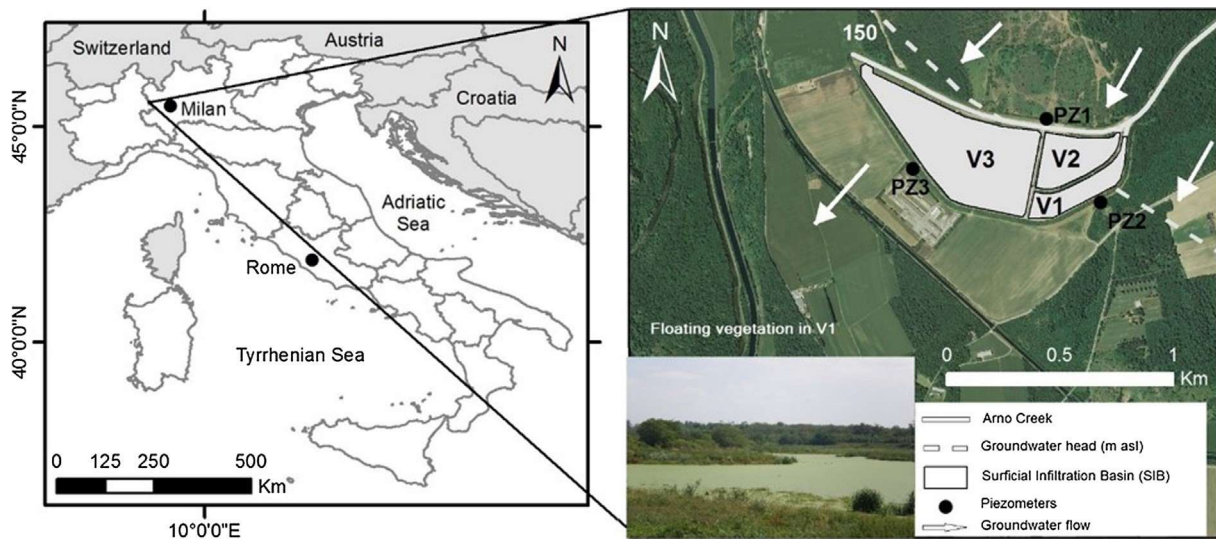 Switzerland
Austria
N
Croatia
Milan
45°0'0"N
Adriatic
Sea
Rome
40°0'0"N
Tyrrhenian Sea
0 125 250 500
Km
10°0'0"E
N
150
PZ1
V3
V2
PZ3
V1
PZ2
Floating vegetation in V1
0 0.5 1
Km
Arno Creek
Groundwater head (m asl)
Surficial Infiltration Basin (SIB)
Piezometers
Groundwater flow